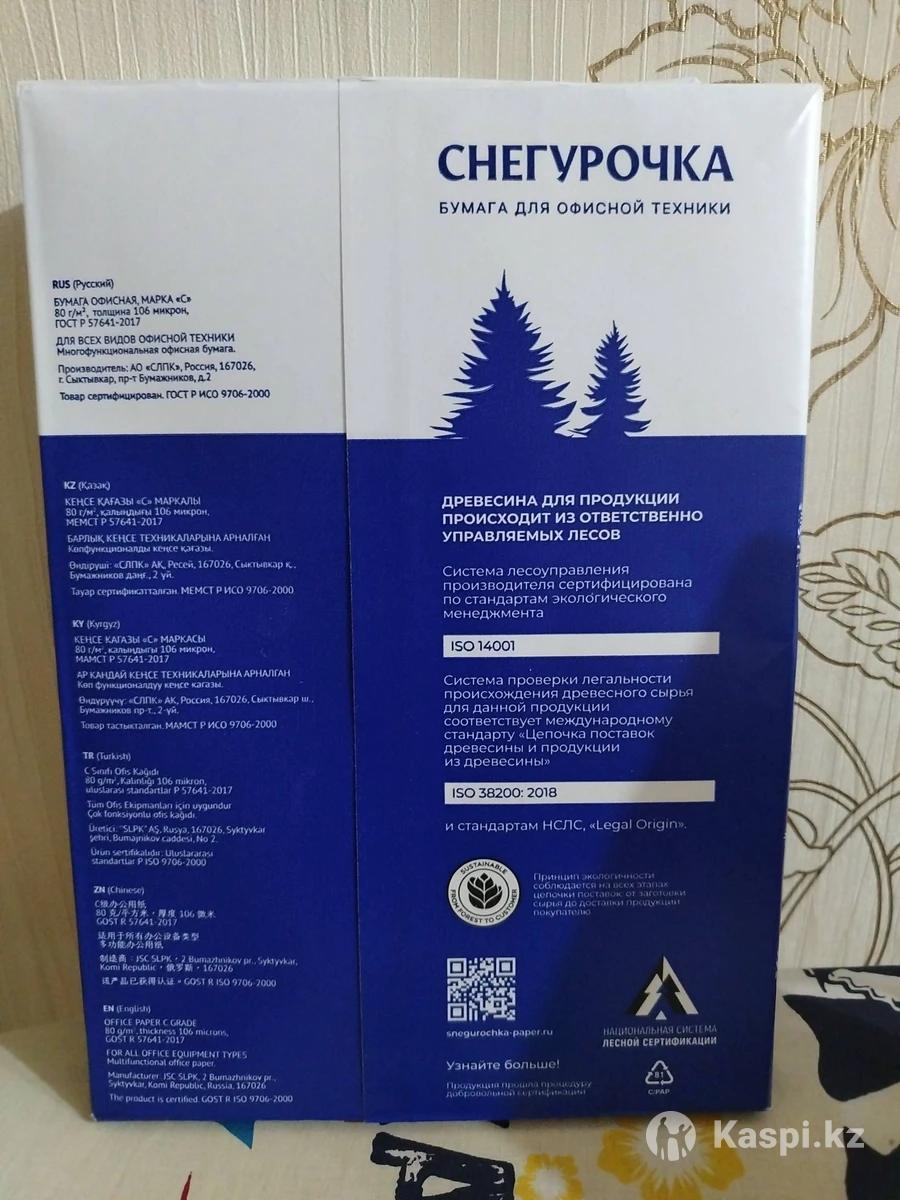 RUS (Русский)
БУМАГА ОФИСНАЯ, МАРКА «С»
80 г/м², толщина 106 микрон,
ГОСТ Р 57641-2017
ДЛЯ ВСЕХ ВИДОВ ОФИСНОЙ ТЕХНИКИ
Многофункциональная офисная бумага.
Производитель: АО «СЛПК», Россия, 167026,
г. Сыктывкар, пр-т Бумажников, д.2
Товар сертифицирован. ГОСТ Р ИСО 9706-2000
KZ (Қазақ)
КЕҢСЕ ҚАҒАЗЫ «С» МАРКАЛЫ
80 г/м², қалыңдығы 106 микрон,
МЕМСТ Р 57641-2017
БАРЛЫҚ КЕҢСЕ ТЕХНИКАЛАРЫНА АРНАЛҒАН
Көпфункционалды кеңсе қағазы.
Өндіруші: «СЛПК» АҚ, Ресей, 167026, Сыктывкар қ.,
Бумажников даңғ., 2 үй.
Тауар сертификатталған. МЕМСТ Р ИСО 9706-2000
KY (Kyrgyz)
КЕҢСЕ КАГАЗЫ «С» МАРКАСЫ
80 г/м², калыңдыгы 106 микрон,
МАМСТ Р 57641-2017
АР КАНДАЙ КЕҢСЕ ТЕХНИКАЛАРЫНА АРНАЛГАН
Көп функционалдуу кеңсе кагазы.
Өндүрүүчү: «СЛПК» АК, Россия, 167026, Сыктывкар ш.,
Бумажников пр-т., 2-үй.
Товар тастыкталган. МАМСТ Р ИСО 9706-2000
TR (Turkish)
C Sınıfı Ofis Kağıdı
80 g/m², Kalınlığı 106 mikron,
uluslarası standartlar P 57641-2017
Tüm Ofis Ekipmanları için uygundur
Çok fonksiyonlu ofis kağıdı.
Üretici: "SLPK" AŞ, Rusya, 167026, Syktyvkar
şehri, Bumajnikov caddesi, No 2.
Ürün sertifikalıdır: Uluslararası
standartlar P ISO 9706-2000
ZN (Chinese)
C级办公用纸
80 克/平方米，厚度 106 微米
GOST R 57641-2017
适用于所有办公设备类型
多功能办公用纸
制造商：JSC SLPK，2 Bumazhnikov pr., Syktyvkar,
Komi Republic，俄罗斯，167026
该产品已获得认证。GOST R ISO 9706-2000
EN (English)
OFFICE PAPER C GRADE
80 g/m², thickness 106 microns,
GOST R 57641-2017
FOR ALL OFFICE EQUIPMENT TYPES
Multifunctional office paper.
Manufacturer: JSC SLPK, 2 Bumazhnikov pr.,
Syktyvkar, Komi Republic, Russia, 167026
The product is certified. GOST R ISO 9706-2000
СНЕГУРОЧКА
БУМАГА ДЛЯ ОФИСНОЙ ТЕХНИКИ
ДРЕВЕСИНА ДЛЯ ПРОДУКЦИИ
ПРОИСХОДИТ ИЗ ОТВЕТСТВЕННО
УПРАВЛЯЕМЫХ ЛЕСОВ
Система лесоуправления
производителя сертифицирована
по стандартам экологического
менеджмента
ISO 14001
Система проверки легальности
происхождения древесного сырья
для данной продукции
соответствует международному
стандарту «Цепочка поставок
древесины и продукции
из древесины»
ISO 38200: 2018
и стандартам НСЛС, «Legal Origin».
SUSTAINABLE
FROM FOREST TO CUSTOMER
Принцип экологичности
соблюдается на всех этапах
цепочки поставок: от заготовки
сырья до доставки продукции
покупателю
snegurochka-paper.ru
НАЦИОНАЛЬНАЯ СИСТЕМА
ЛЕСНОЙ СЕРТИФИКАЦИИ
Узнайте больше!
Продукция прошла процедуру
добровольной сертификации
81
C/PAP
Kaspi.kz